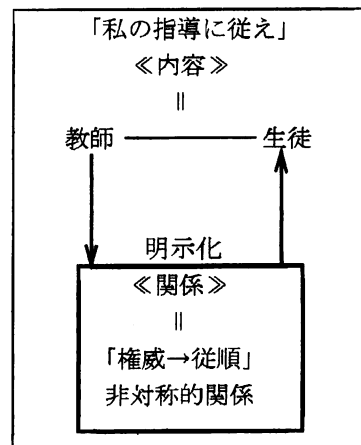 「私の指導に従え」
≪内容≫
॥
教師 生徒
明示化
≪関係≫
॥
「権威→従順」
非対称的関係